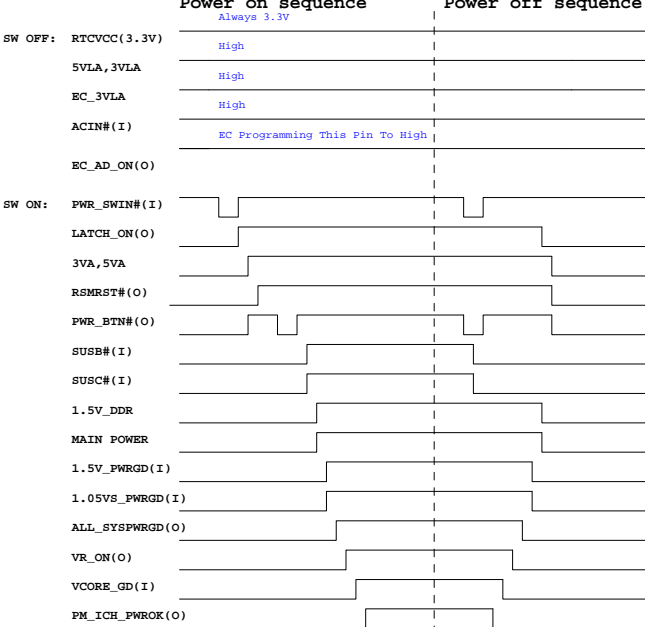 Power on sequence Power off sequence
Always 3.3V
SW OFF: RTCVCC(3.3V)
High
5VLA,3VLA
High
EC_3VLA
High
ACIN#(I)
EC Programming This Pin To High
EC_AD_ON(O)
SW ON: PWR_SWIN#(I)
LATCH_ON(O)
3VA,5VA
RSMRST#(O)
PWR_BTN#(O)
SUSB#(I)
SUSC#(I)
1.5V_DDR
MAIN POWER
1.5V_PWRGD(I)
1.05VS_PWRGD(I)
ALL_SYSPWRGD(O)
VR_ON(O)
VCORE_GD(I)
PM_ICH_PWROK(O)